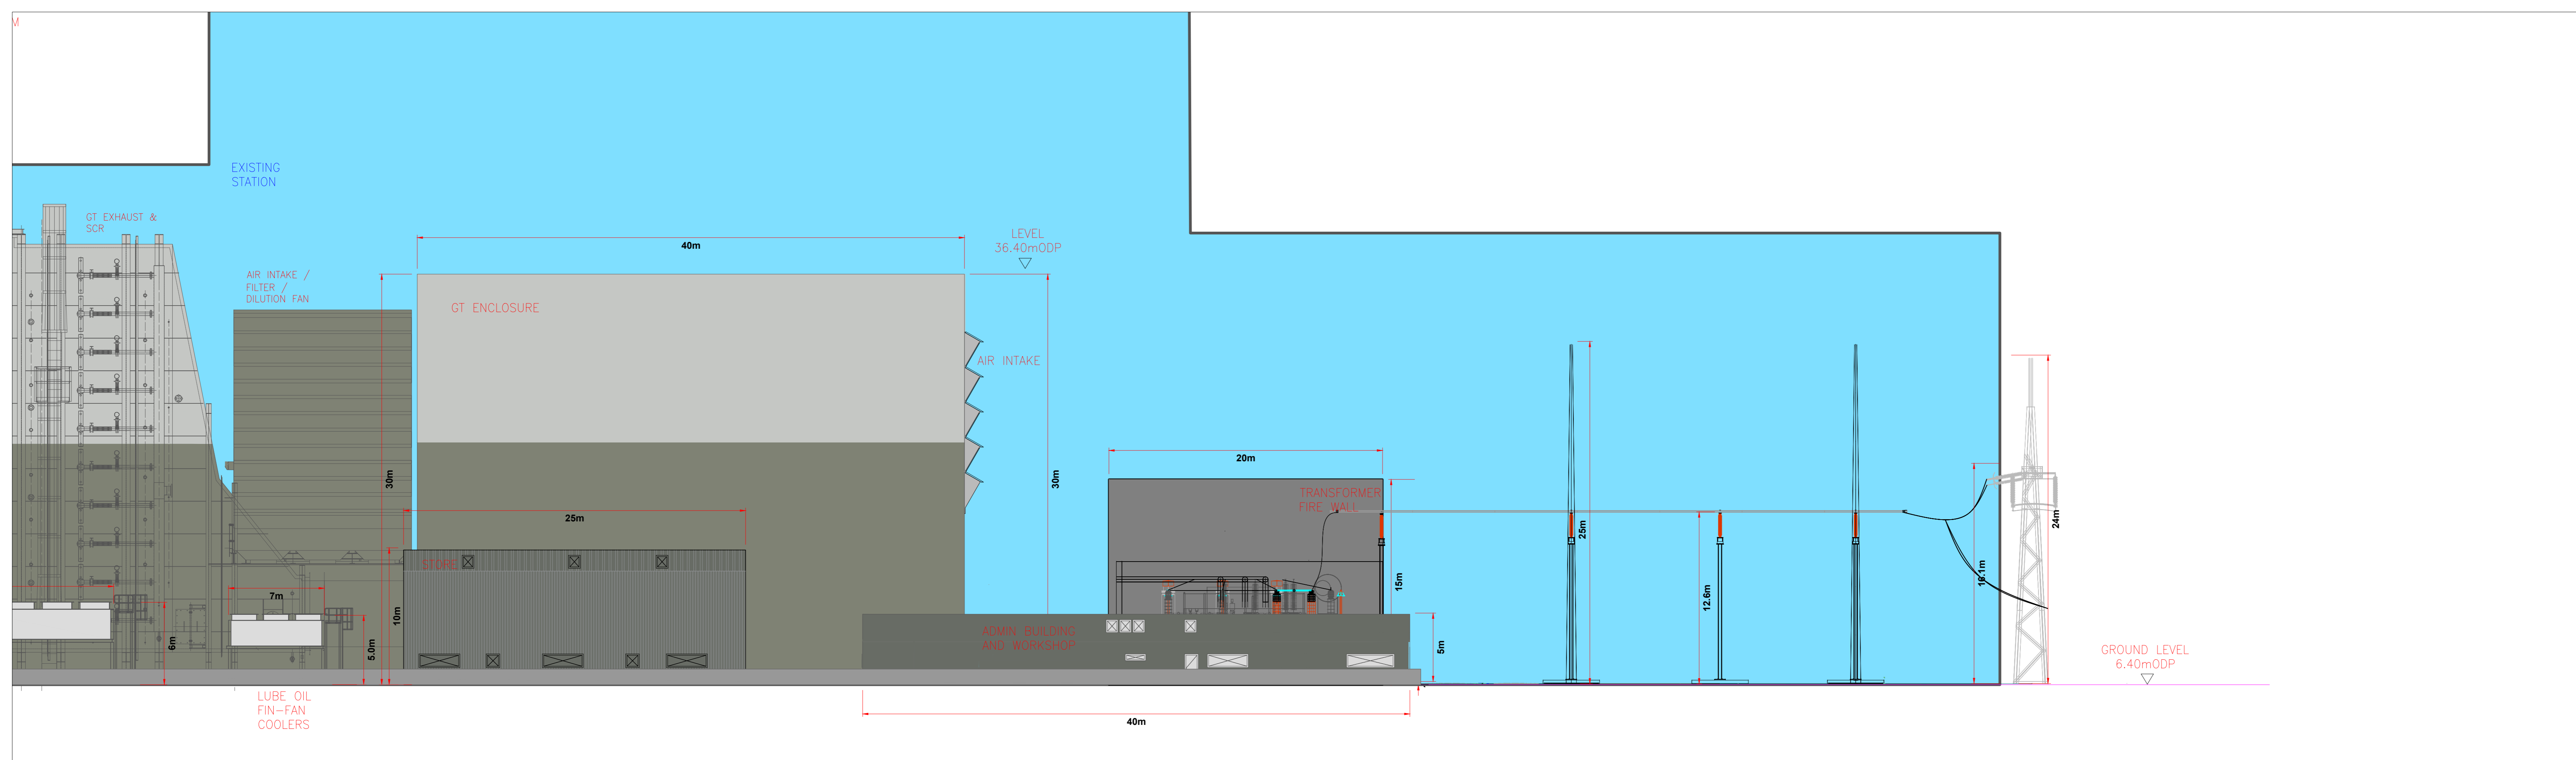 M
EXISTING
STATION
GT EXHAUST &
SCR
40m
LEVEL
36.40mODP
AIR INTAKE /
FILTER /
DILUTION FAN
GT ENCLOSURE
AIR INTAKE
30m
30m
20m
TRANSFORMER
FIRE WALL
25m
25m
24m
16.1m
STORE
15m
12.6m
7m
10m
6m
5.0m
ADMIN BUILDING
AND WORKSHOP
5m
GROUND LEVEL
6.40mODP
LUBE OIL
FIN-FAN
COOLERS
40m